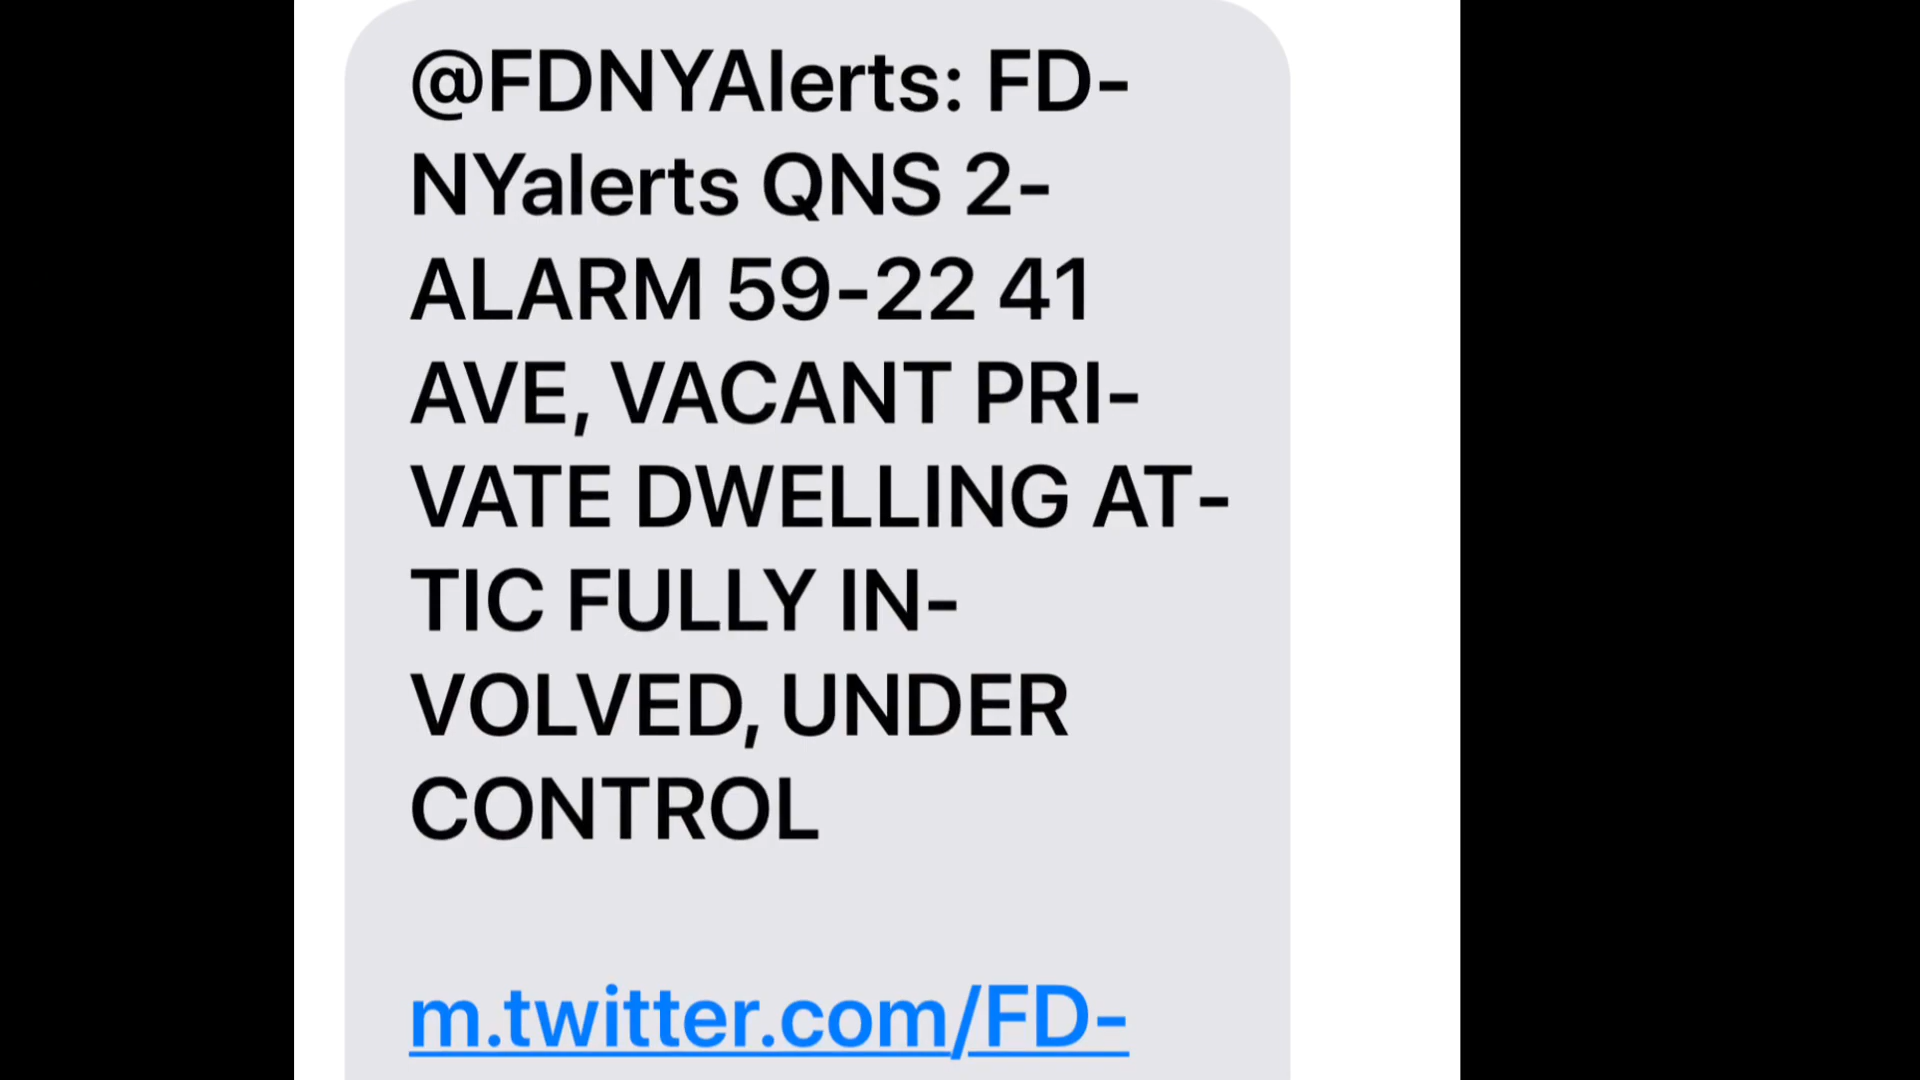 @FDNYAlerts: FD-
NYalerts QNS 2-
ALARM 59-22 41
AVE, VACANT PRI-
VATE DWELLING AT-
TIC FULLY IN-
VOLVED, UNDER
CONTROL
m.twitter.com/FD-